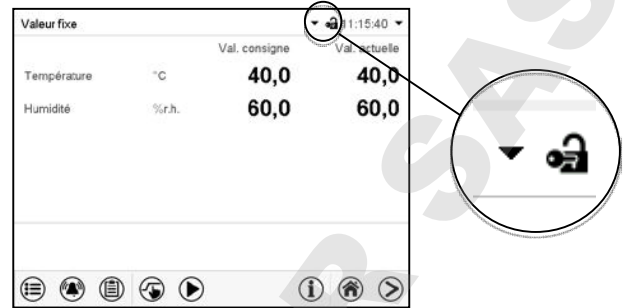 Valeur fixe 11:15:40
Val. consigne Val. actuelle
Température °C 40,0 40,0
Humidité %r.h. 60,0 60,0